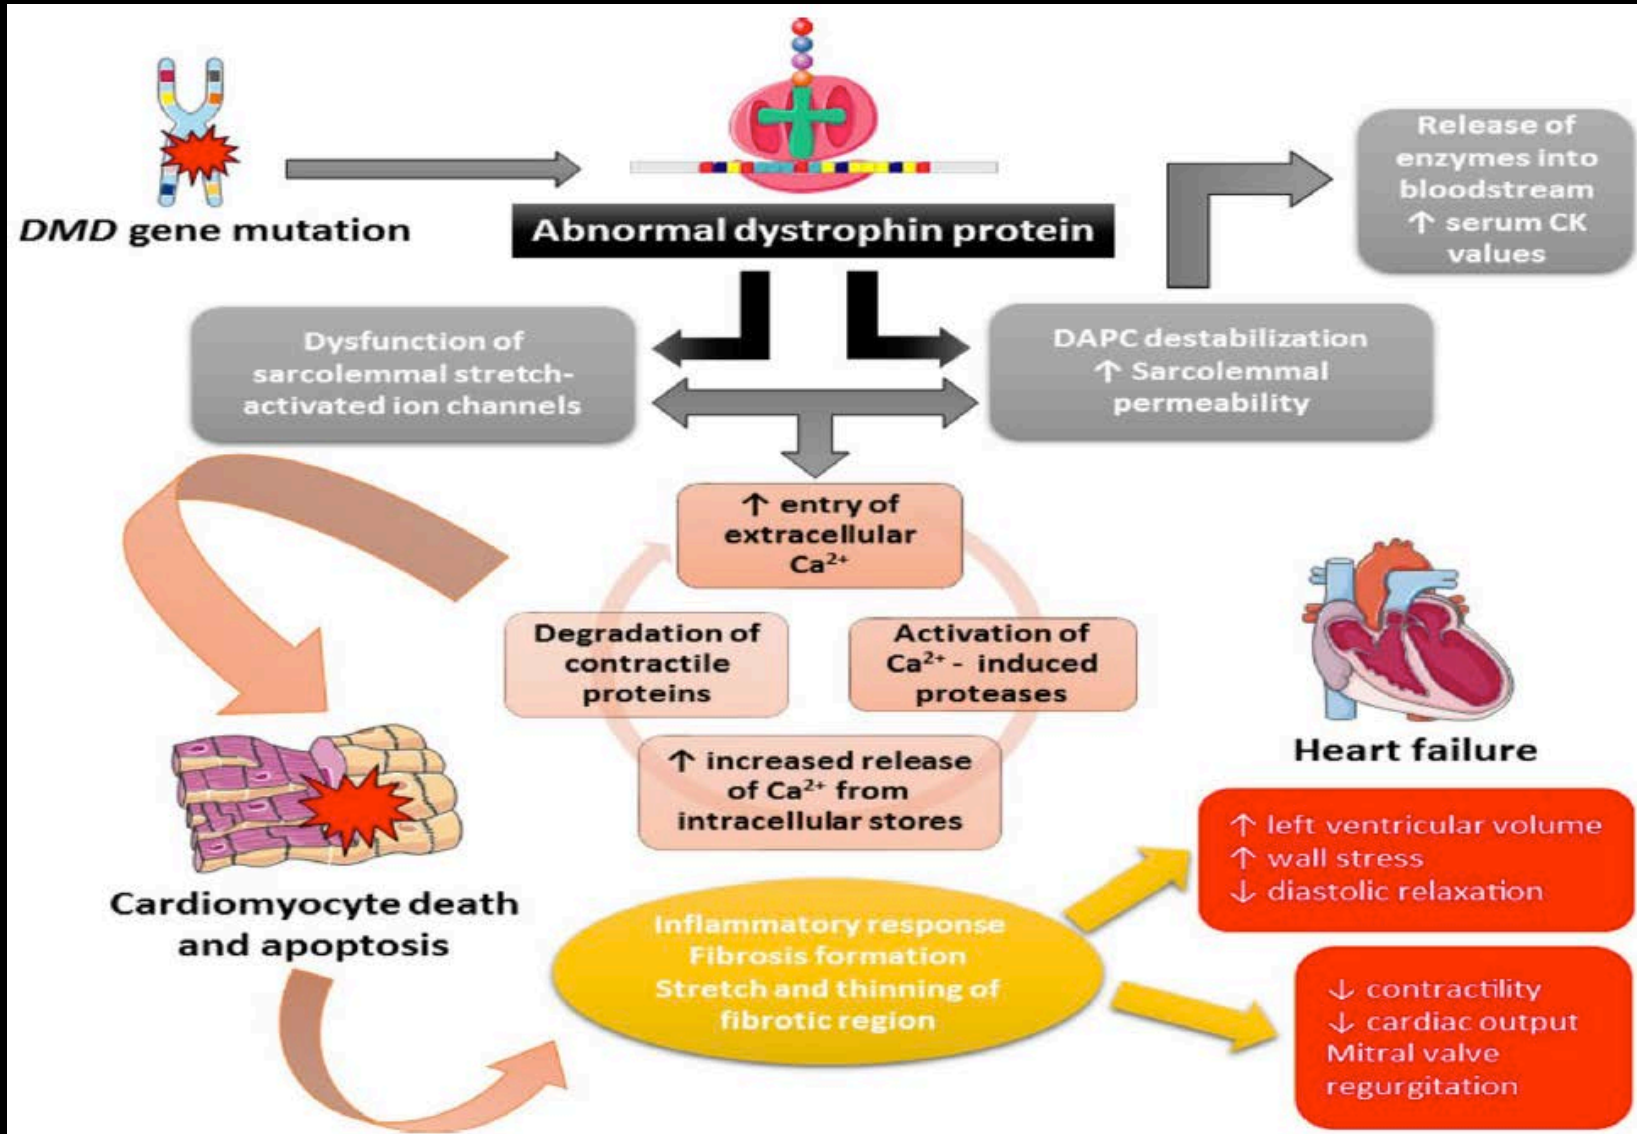 DMD gene mutation
Abnormal dystrophin protein
Release of
enzymes into
bloodstream
↑ serum CK
values
Dysfunction of
sarcolemmal stretch-
activated ion channels
DAPC destabilization
↑ Sarcolemmal
permeability
↑ entry of
extracellular
Ca²⁺
Degradation of
contractile
proteins
Activation of
Ca²⁺ - induced
proteases
↑ increased release
of Ca²⁺ from
intracellular stores
Heart failure
↑ left ventricular volume
↑ wall stress
↓ diastolic relaxation
Cardiomyocyte death
and apoptosis
Inflammatory response
Fibrosis formation
Stretch and thinning of
fibrotic region
↓ contractility
↓ cardiac output
Mitral valve
regurgitation